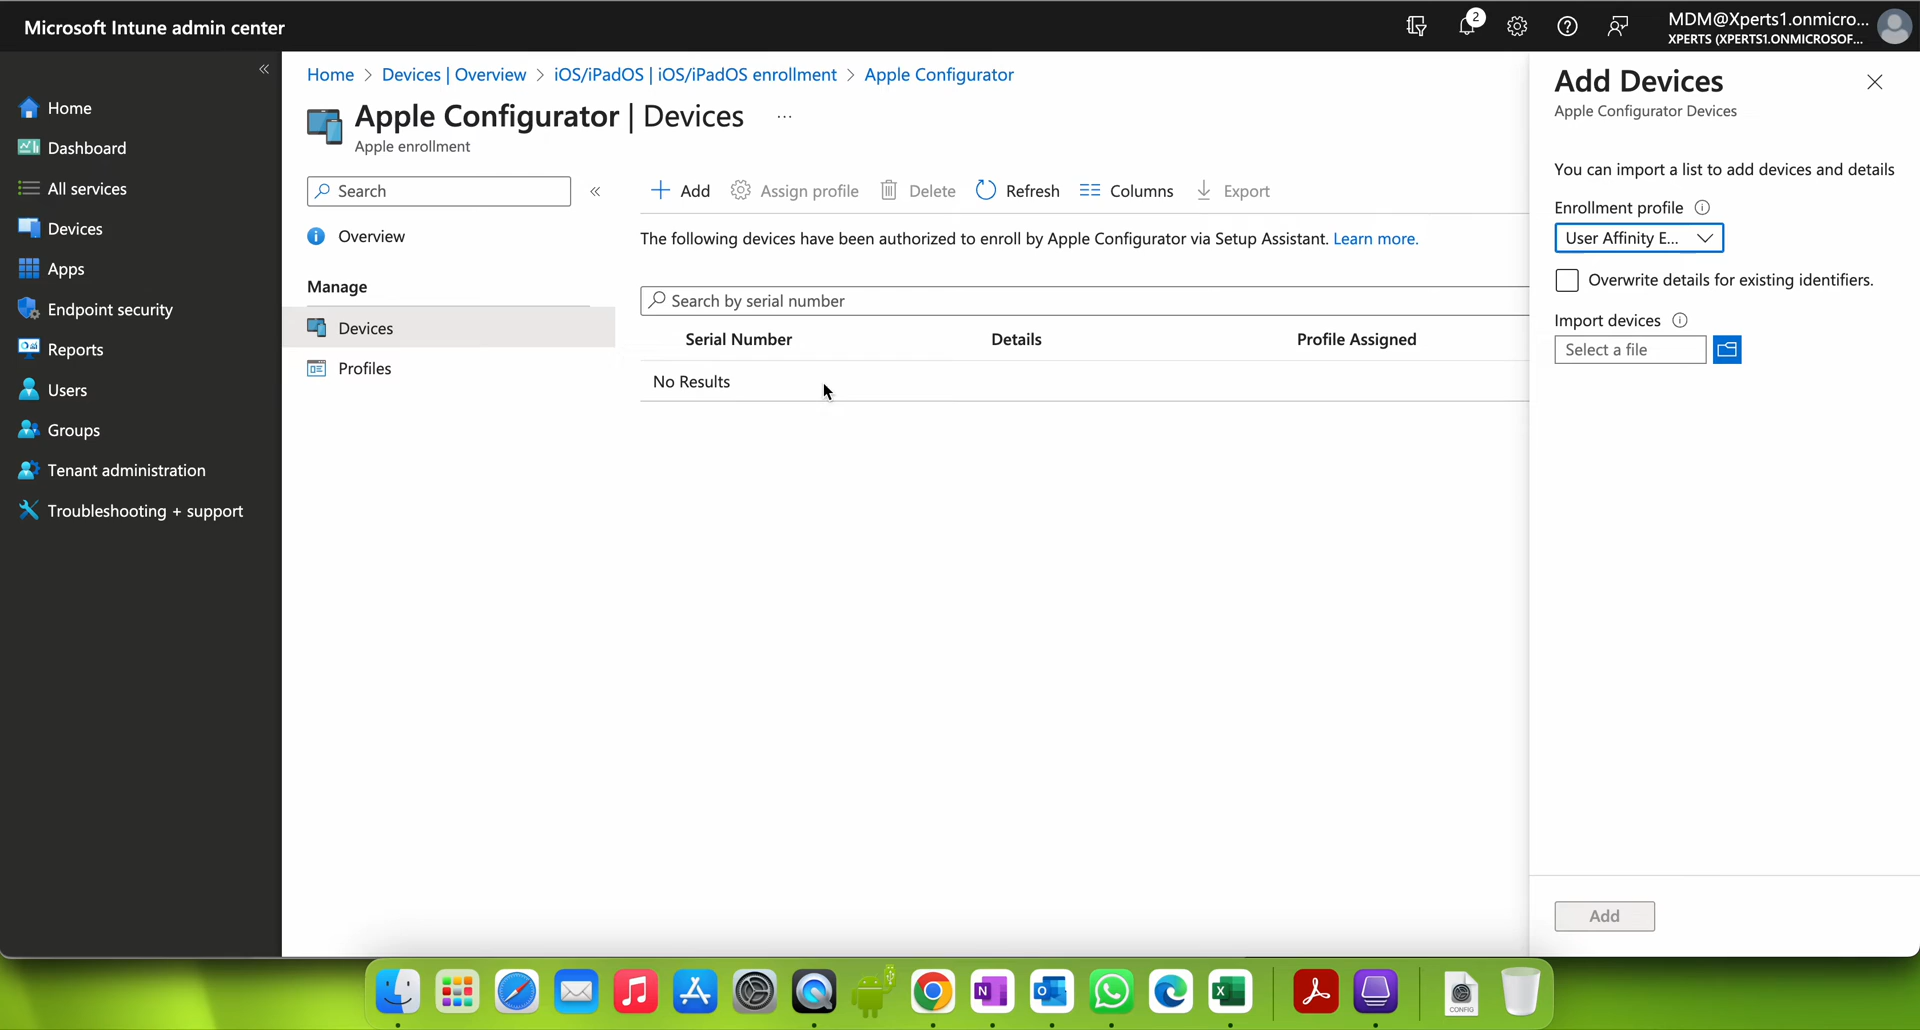 Microsoft Intune admin center
2
MDM@Xperts1.onmicro...
XPERTS (XPERTS1.ONMICROSOF...
Home
Dashboard
All services
Devices
Apps
Endpoint security
Reports
Users
Groups
Tenant administration
Troubleshooting + support
Home > Devices | Overview > iOS/iPadOS | iOS/iPadOS enrollment > Apple Configurator
Apple Configurator | Devices ...
Apple enrollment
Search
Overview
Manage
Devices
Profiles
Add Assign profile Delete Refresh Columns Export
The following devices have been authorized to enroll by Apple Configurator via Setup Assistant. Learn more.
Search by serial number
Serial Number Details Profile Assigned
No Results
Add Devices
Apple Configurator Devices
You can import a list to add devices and details
Enrollment profile
User Affinity E...
Overwrite details for existing identifiers.
Import devices
Select a file
Add
CONFIG